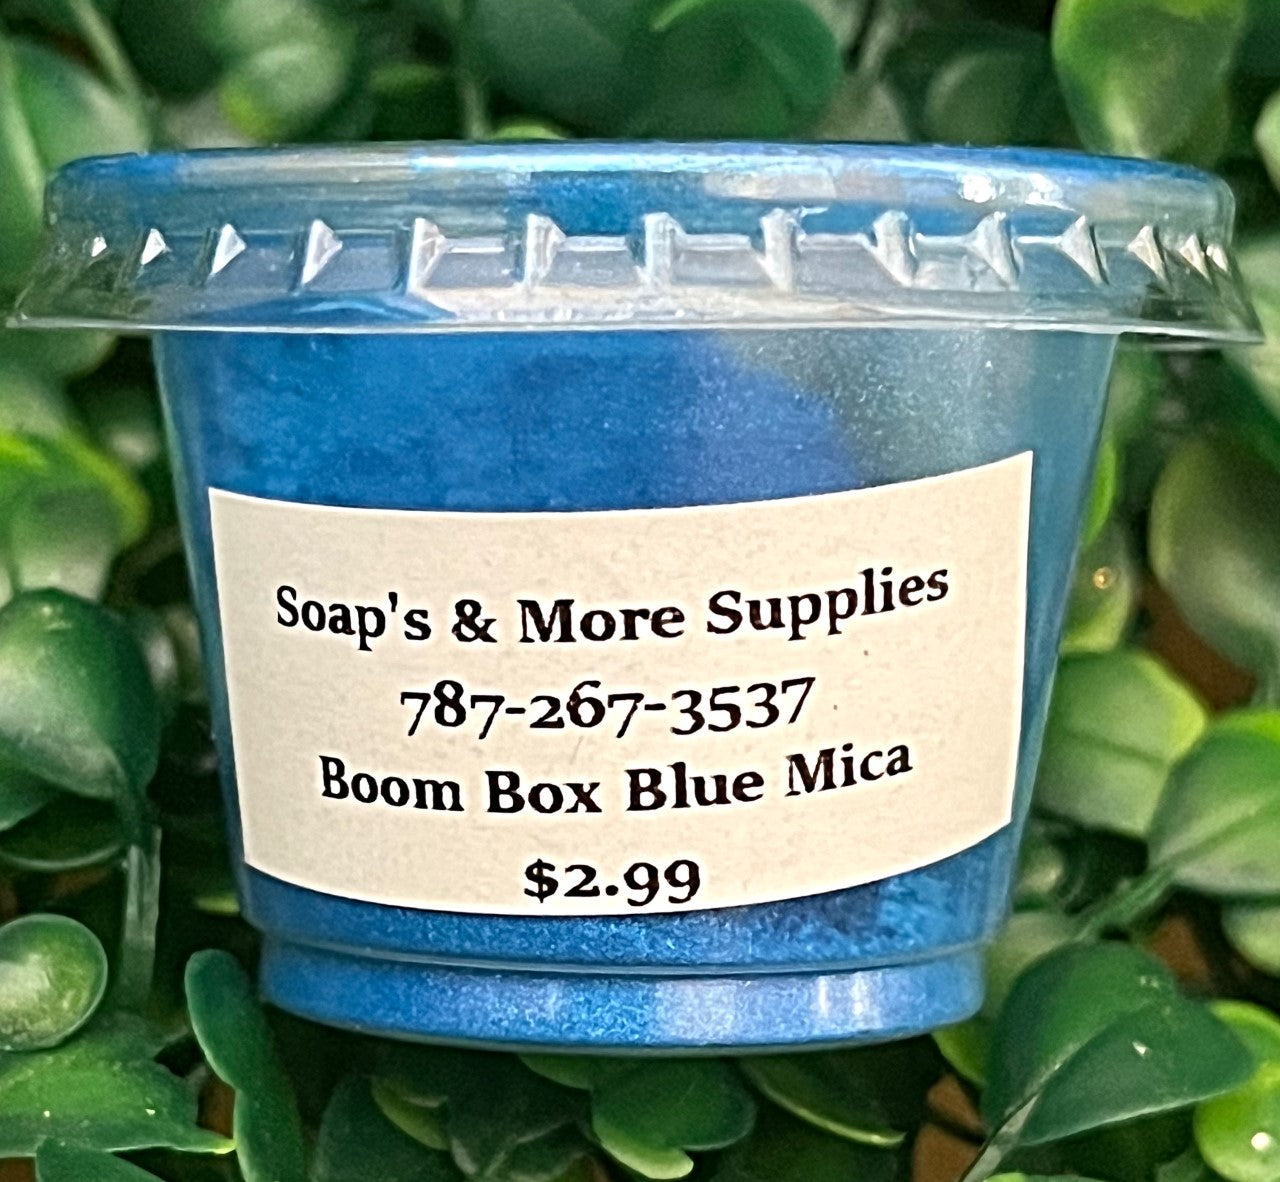 Soap's & More Supplies
787-267-3537
Boom Box Blue Mica
$2.99